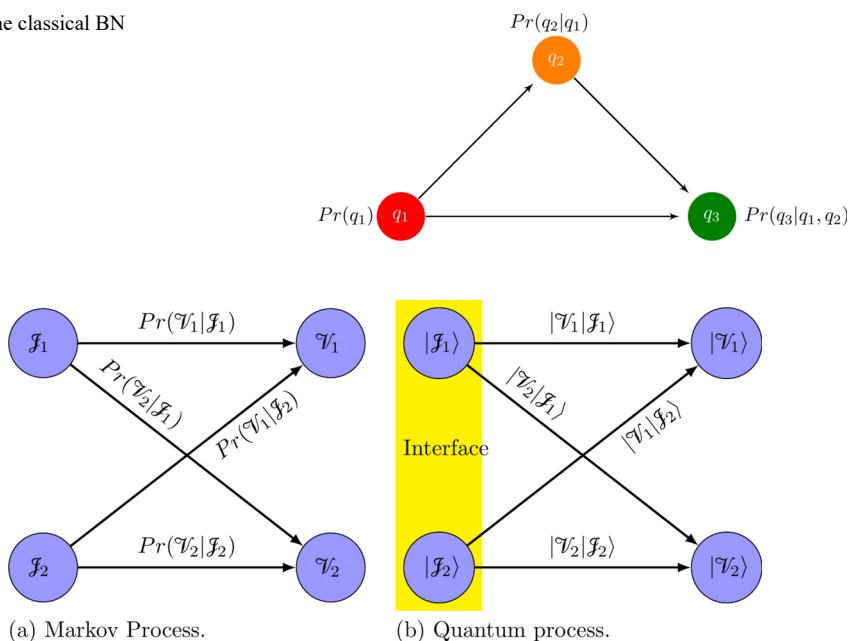 ne classical BN
Pr(q₂|q₁)
q₂
Pr(q₁) q₁ q₃ Pr(q₃|q₁, q₂)
𝒥₁ Pr(𝒱₁|𝒥₁) 𝒱₁
Pr(𝒱₂|𝒥₁)
Pr(𝒱₁|𝒥₂)
𝒥₂ Pr(𝒱₂|𝒥₂) 𝒱₂
(a) Markov Process.
|𝒥₁⟩ |𝒱₁|𝒥₁⟩ |𝒱₁⟩
|𝒱₂|𝒥₁⟩
Interface
|𝒱₁|𝒥₂⟩
|𝒥₂⟩ |𝒱₂|𝒥₂⟩ |𝒱₂⟩
(b) Quantum process.